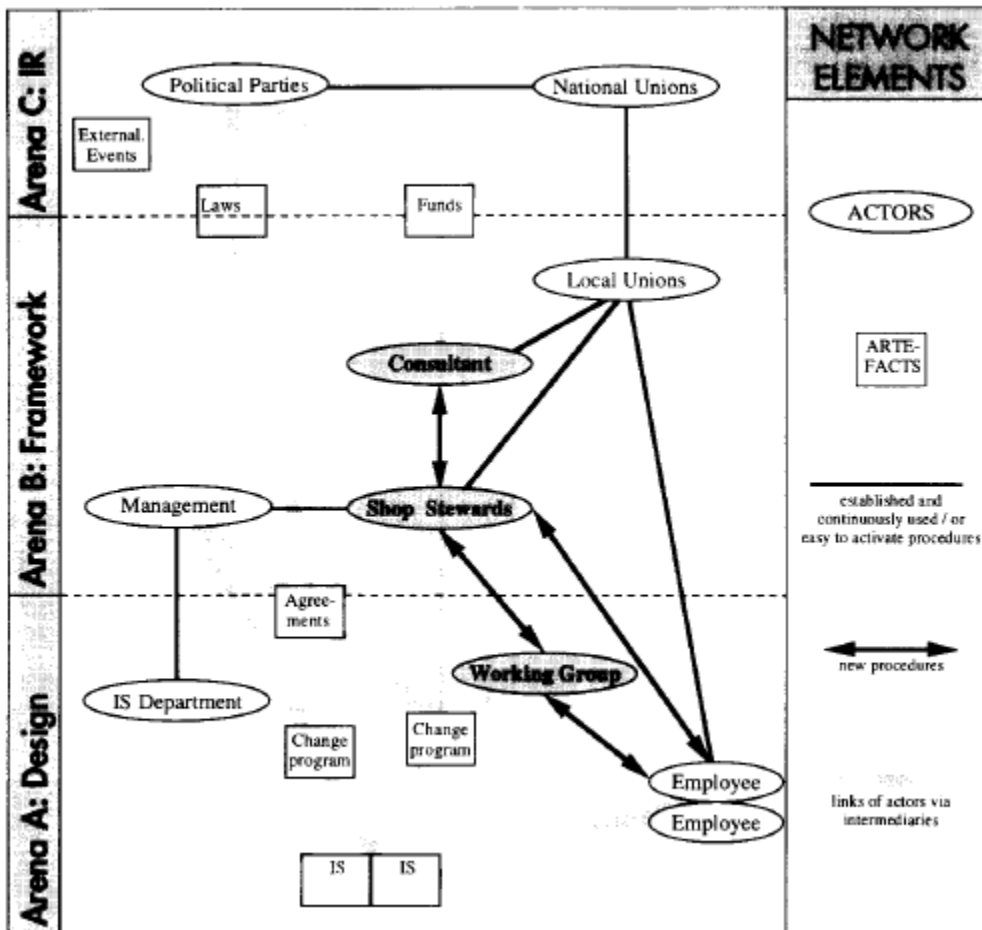 Arena C: IR
Political Parties
National Unions
External.
Events
Laws
Funds
Arena B: Framework
Local Unions
Consultant
Management
Shop Stewards
Agree-
ments
Arena A: Design
Working Group
IS Department
Change
program
Change
program
Employee
Employee
IS
IS
NETWORK
ELEMENTS
ACTORS
ARTE-
FACTS
established and
continuously used / or
easy to activate procedures
new procedures
links of actors via
intermediaries